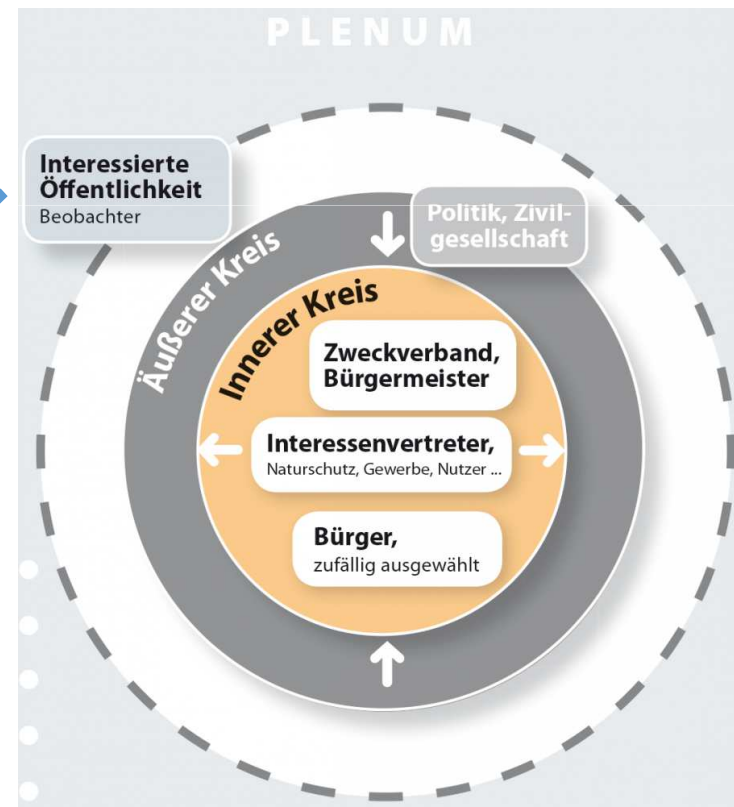 PLENUM
Interessierte
Öffentlichkeit
Beobachter
Politik, Zivil-
gesellschaft
Äußerer Kreis
Innerer Kreis
Zweckverband,
Bürgermeister
Interessenvertreter,
Naturschutz, Gewerbe, Nutzer ...
Bürger,
zufällig ausgewählt